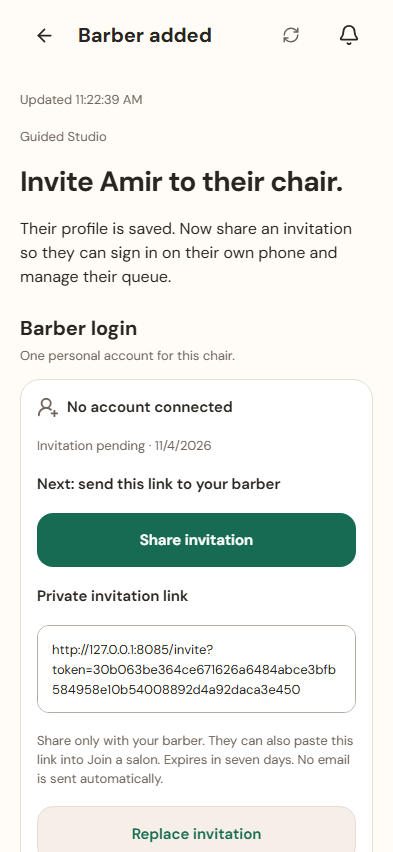 Barber added
Updated 11:22:39 AM
Guided Studio
Invite Amir to their chair.
Their profile is saved. Now share an invitation
so they can sign in on their own phone and
manage their queue.
Barber login
One personal account for this chair.
No account connected
Invitation pending · 11/4/2026
Next: send this link to your barber
Share invitation
Private invitation link
http://127.0.0.1:8085/invite?
token=30b063be364ce671626a6484abce3bfb
584958e10b54008892d4a92daca3e450
Share only with your barber. They can also paste this
link into Join a salon. Expires in seven days. No email
is sent automatically.
Replace invitation